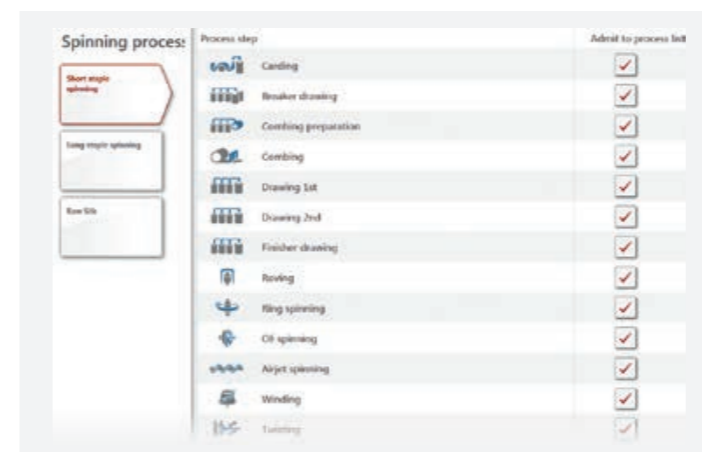 Spinning process
Process step
Admit to process list
Short staple
spinning
Long staple spinning
Raw Silk
Carding
Breaker drawing
Combing preparation
Combing
Drawing 1st
Drawing 2nd
Finisher drawing
Roving
Ring spinning
OE spinning
Airjet spinning
Winding
Twisting